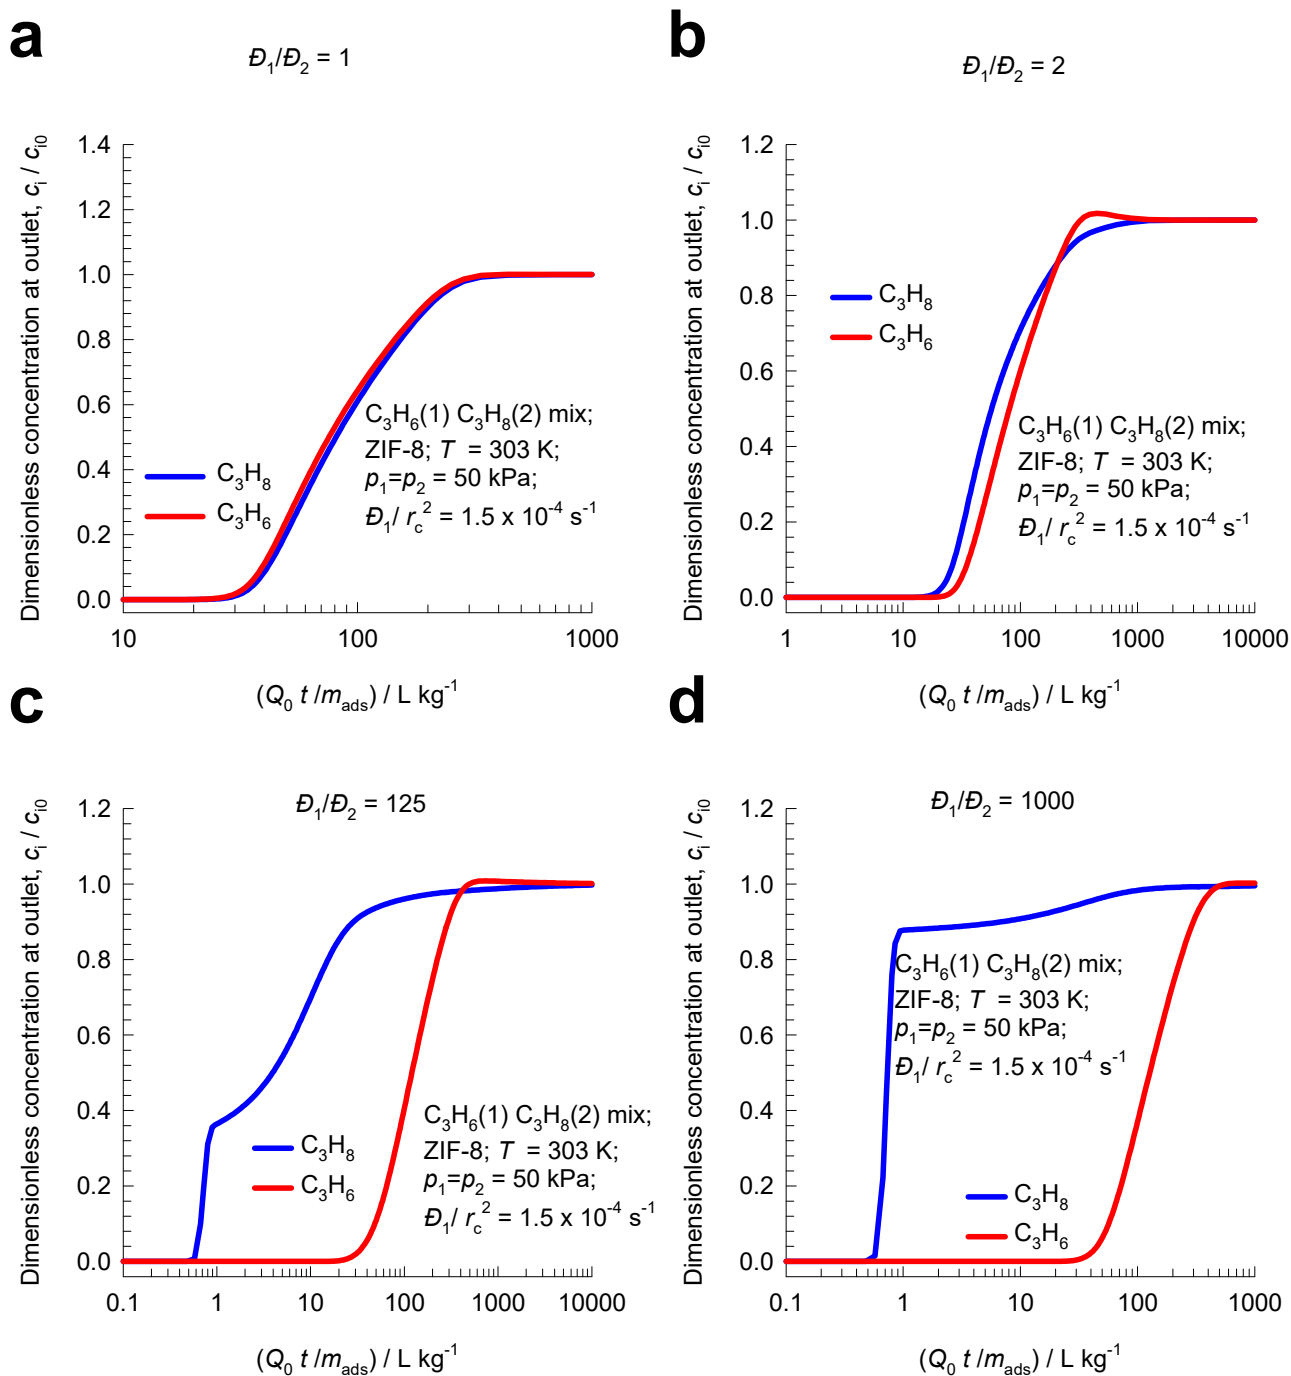 a
Đ₁/Đ₂ = 1
Dimensionless concentration at outlet, cᵢ / cᵢ₀
1.4
1.2
1.0
0.8
0.6
0.4
0.2
0.0
C₃H₈
C₃H₆
C₃H₆(1) C₃H₈(2) mix;
ZIF-8; T = 303 K;
p₁=p₂ = 50 kPa;
Đ₁/ r_c² = 1.5 x 10⁻⁴ s⁻¹
10 100 1000
(Q₀ t /m_ads) / L kg⁻¹
b
Đ₁/Đ₂ = 2
Dimensionless concentration at outlet, cᵢ / cᵢ₀
1.2
1.0
0.8
0.6
0.4
0.2
0.0
C₃H₈
C₃H₆
C₃H₆(1) C₃H₈(2) mix;
ZIF-8; T = 303 K;
p₁=p₂ = 50 kPa;
Đ₁/ r_c² = 1.5 x 10⁻⁴ s⁻¹
1 10 100 1000 10000
(Q₀ t /m_ads) / L kg⁻¹
c
Đ₁/Đ₂ = 125
Dimensionless concentration at outlet, cᵢ / cᵢ₀
1.2
1.0
0.8
0.6
0.4
0.2
0.0
C₃H₈
C₃H₆
C₃H₆(1) C₃H₈(2) mix;
ZIF-8; T = 303 K;
p₁=p₂ = 50 kPa;
Đ₁/ r_c² = 1.5 x 10⁻⁴ s⁻¹
0.1 1 10 100 1000 10000
(Q₀ t /m_ads) / L kg⁻¹
d
Đ₁/Đ₂ = 1000
Dimensionless concentration at outlet, cᵢ / cᵢ₀
1.2
1.0
0.8
0.6
0.4
0.2
0.0
C₃H₆(1) C₃H₈(2) mix;
ZIF-8; T = 303 K;
p₁=p₂ = 50 kPa;
Đ₁/ r_c² = 1.5 x 10⁻⁴ s⁻¹
C₃H₈
C₃H₆
0.1 1 10 100 1000
(Q₀ t /m_ads) / L kg⁻¹